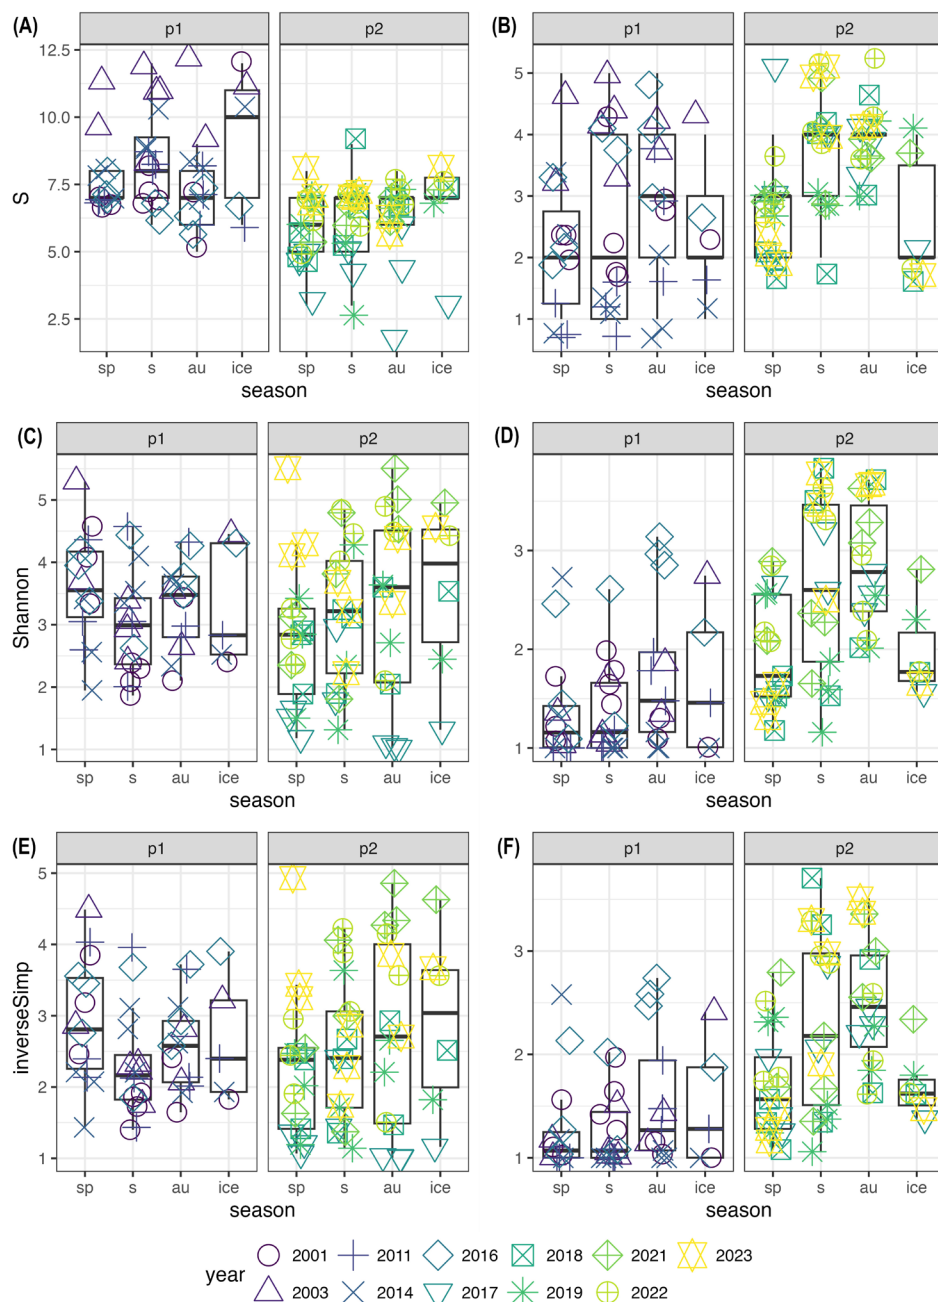 (A) (B)
p1 p2 p1 p2
12.5
10.0
7.5
5.0
2.5
S
5
4
3
2
1
sp s au ice sp s au ice sp s au ice sp s au ice
season season
(C) (D)
p1 p2 p1 p2
5
4
3
2
1
Shannon
3
2
1
sp s au ice sp s au ice sp s au ice sp s au ice
season season
(E) (F)
p1 p2 p1 p2
5
4
3
2
1
inverseSimp
3
2
1
sp s au ice sp s au ice sp s au ice sp s au ice
season season
year
2001 2011 2016 2018 2021 2023
2003 2014 2017 2019 2022